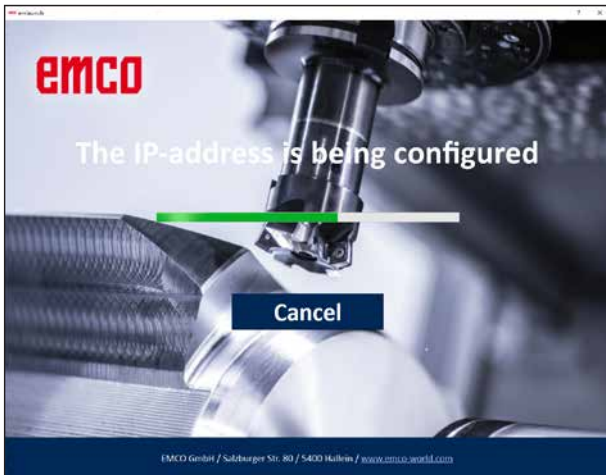 emco
The IP-address is being configured
Cancel
EMCO GmbH / Salzburger Str. 80 / 5400 Hallein / www.emco-world.com